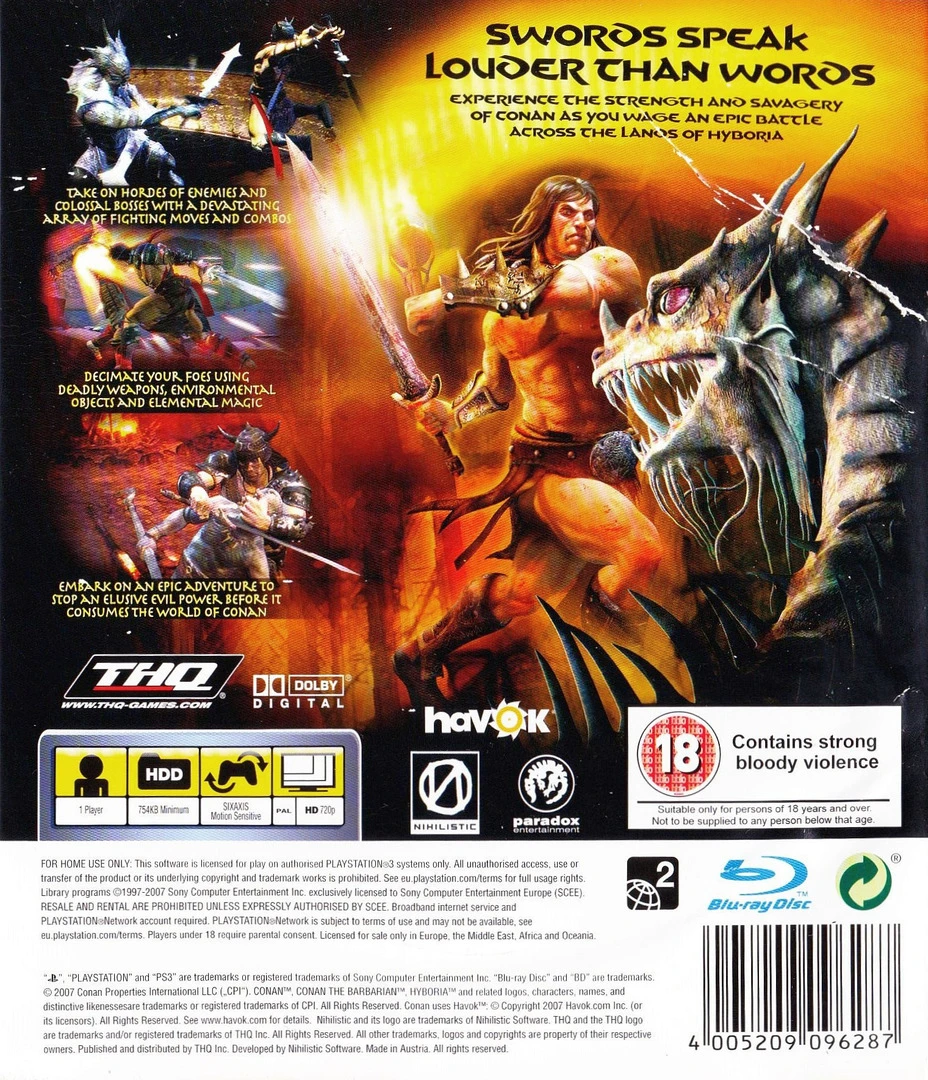 SWORDS SPEAK
LOUDER THAN WORDS
EXPERIENCE THE STRENGTH AND SAVAGERY
OF CONAN AS YOU WAGE AN EPIC BATTLE
ACROSS THE LANDS OF HYBORIA
TAKE ON HORDES OF ENEMIES AND
COLOSSAL BOSSES WITH A DEVASTATING
ARRAY OF FIGHTING MOVES AND COMBOS
DECIMATE YOUR FOES USING
DEADLY WEAPONS, ENVIRONMENTAL
OBJECTS AND ELEMENTAL MAGIC
EMBARK ON AN EPIC ADVENTURE TO
STOP AN ELUSIVE EVIL POWER BEFORE IT
CONSUMES THE WORLD OF CONAN
THQ®
WWW.THQ-GAMES.COM
DOLBY®
DIGITAL
havok
NIHILISTIC
paradox
entertainment
HDD
1 Player
754KB Minimum
SIXAXIS
Motion Sensitive
PAL
HD 720p
18
Contains strong
bloody violence
Suitable only for persons of 18 years and over.
Not to be supplied to any person below that age.
FOR HOME USE ONLY: This software is licensed for play on authorised PLAYSTATION®3 systems only. All unauthorised access, use or
transfer of the product or its underlying copyright and trademark works is prohibited. See eu.playstation.com/terms for full usage rights.
Library programs ©1997-2007 Sony Computer Entertainment Inc. exclusively licensed to Sony Computer Entertainment Europe (SCEE).
RESALE AND RENTAL ARE PROHIBITED UNLESS EXPRESSLY AUTHORISED BY SCEE. Broadband internet service and
PLAYSTATION®Network account required. PLAYSTATION®Network is subject to terms of use and may not be available, see
eu.playstation.com/terms. Players under 18 require parental consent. Licensed for sale only in Europe, the Middle East, Africa and Oceania.
2
Blu-ray Disc™
®
"PS", "PLAYSTATION" and "PS3" are trademarks or registered trademarks of Sony Computer Entertainment Inc. "Blu-ray Disc" and "BD" are trademarks.
© 2007 Conan Properties International LLC („CPI"). CONAN™, CONAN THE BARBARIAN™, HYBORIA™ and related logos, characters, names, and
distinctive likenessesare trademarks or registered trademarks of CPI. All Rights Reserved. Conan uses Havok™: © Copyright 2007 Havok.com Inc. (or
its licensors). All Rights Reserved. See www.havok.com for details. Nihilistic and its logo are trademarks of Nihilistic Software. THQ and the THQ logo
are trademarks and/or registered trademarks of THQ Inc. All Rights Reserved. All other trademarks, logos and copyrights are property of their respective
owners. Published and distributed by THQ Inc. Developed by Nihilistic Software. Made in Austria. All rights reserved.
4 005209 096287